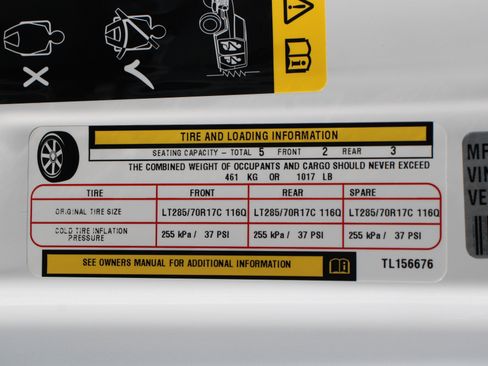 TIRE AND LOADING INFORMATION
SEATING CAPACITY - TOTAL 5 FRONT 2 REAR 3
THE COMBINED WEIGHT OF OCCUPANTS AND CARGO SHOULD NEVER EXCEED
461 KG OR 1017 LB
TIRE FRONT REAR SPARE
ORIGINAL TIRE SIZE LT285/70R17C 116Q LT285/70R17C 116Q LT285/70R17C 116Q
COLD TIRE INFLATION PRESSURE 255 kPa / 37 PSI 255 kPa / 37 PSI 255 kPa / 37 PSI
SEE OWNERS MANUAL FOR ADDITIONAL INFORMATION TL156676
MF
VIN
VE